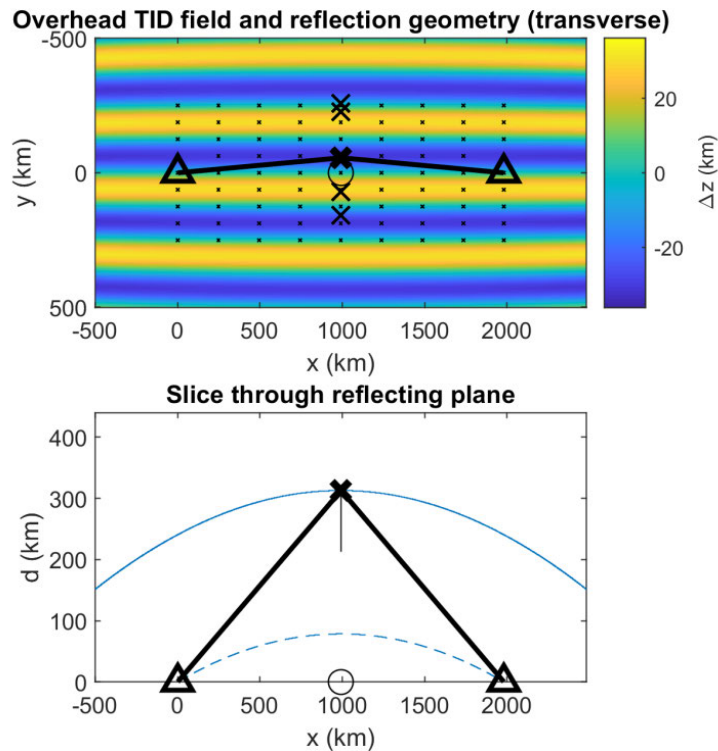 Overhead TID field and reflection geometry (transverse)
-500
0
500
y (km)
-500 0 500 1000 1500 2000
x (km)
20
0
-20
Δz (km)
Slice through reflecting plane
400
300
200
100
0
d (km)
-500 0 500 1000 1500 2000
x (km)